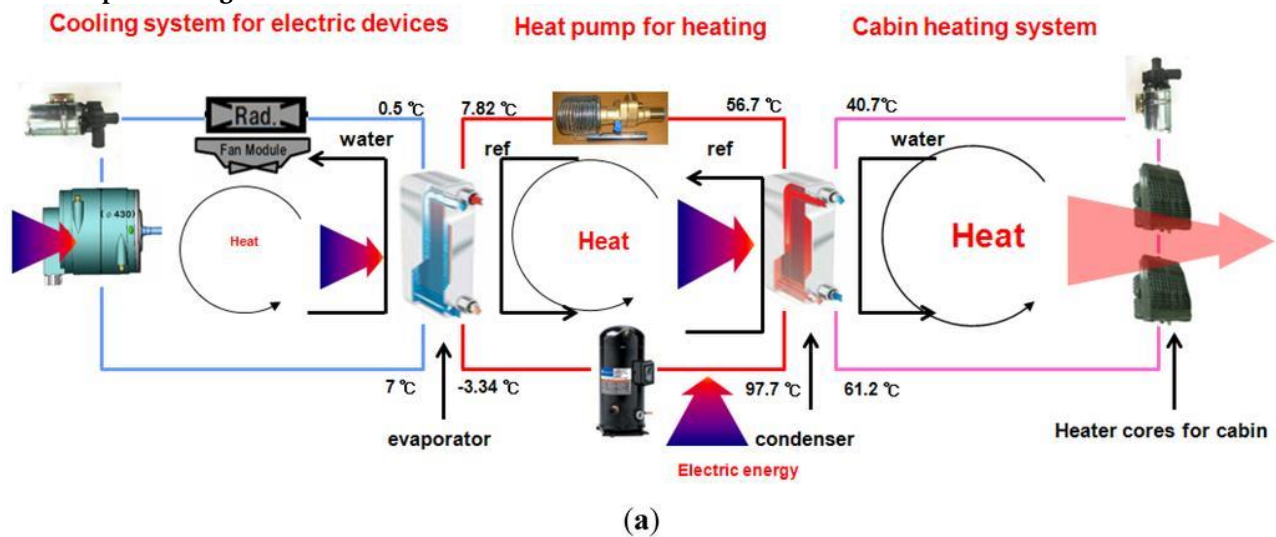 Cooling system for electric devices
Heat pump for heating
Cabin heating system
0.5 ℃
7.82 ℃
56.7 ℃
40.7℃
Rad.
Fan Module
water
ref
ref
water
(ϕ430)
Heat
Heat
Heat
7 ℃
-3.34 ℃
97.7 ℃
61.2 ℃
evaporator
condenser
Heater cores for cabin
Electric energy
(a)